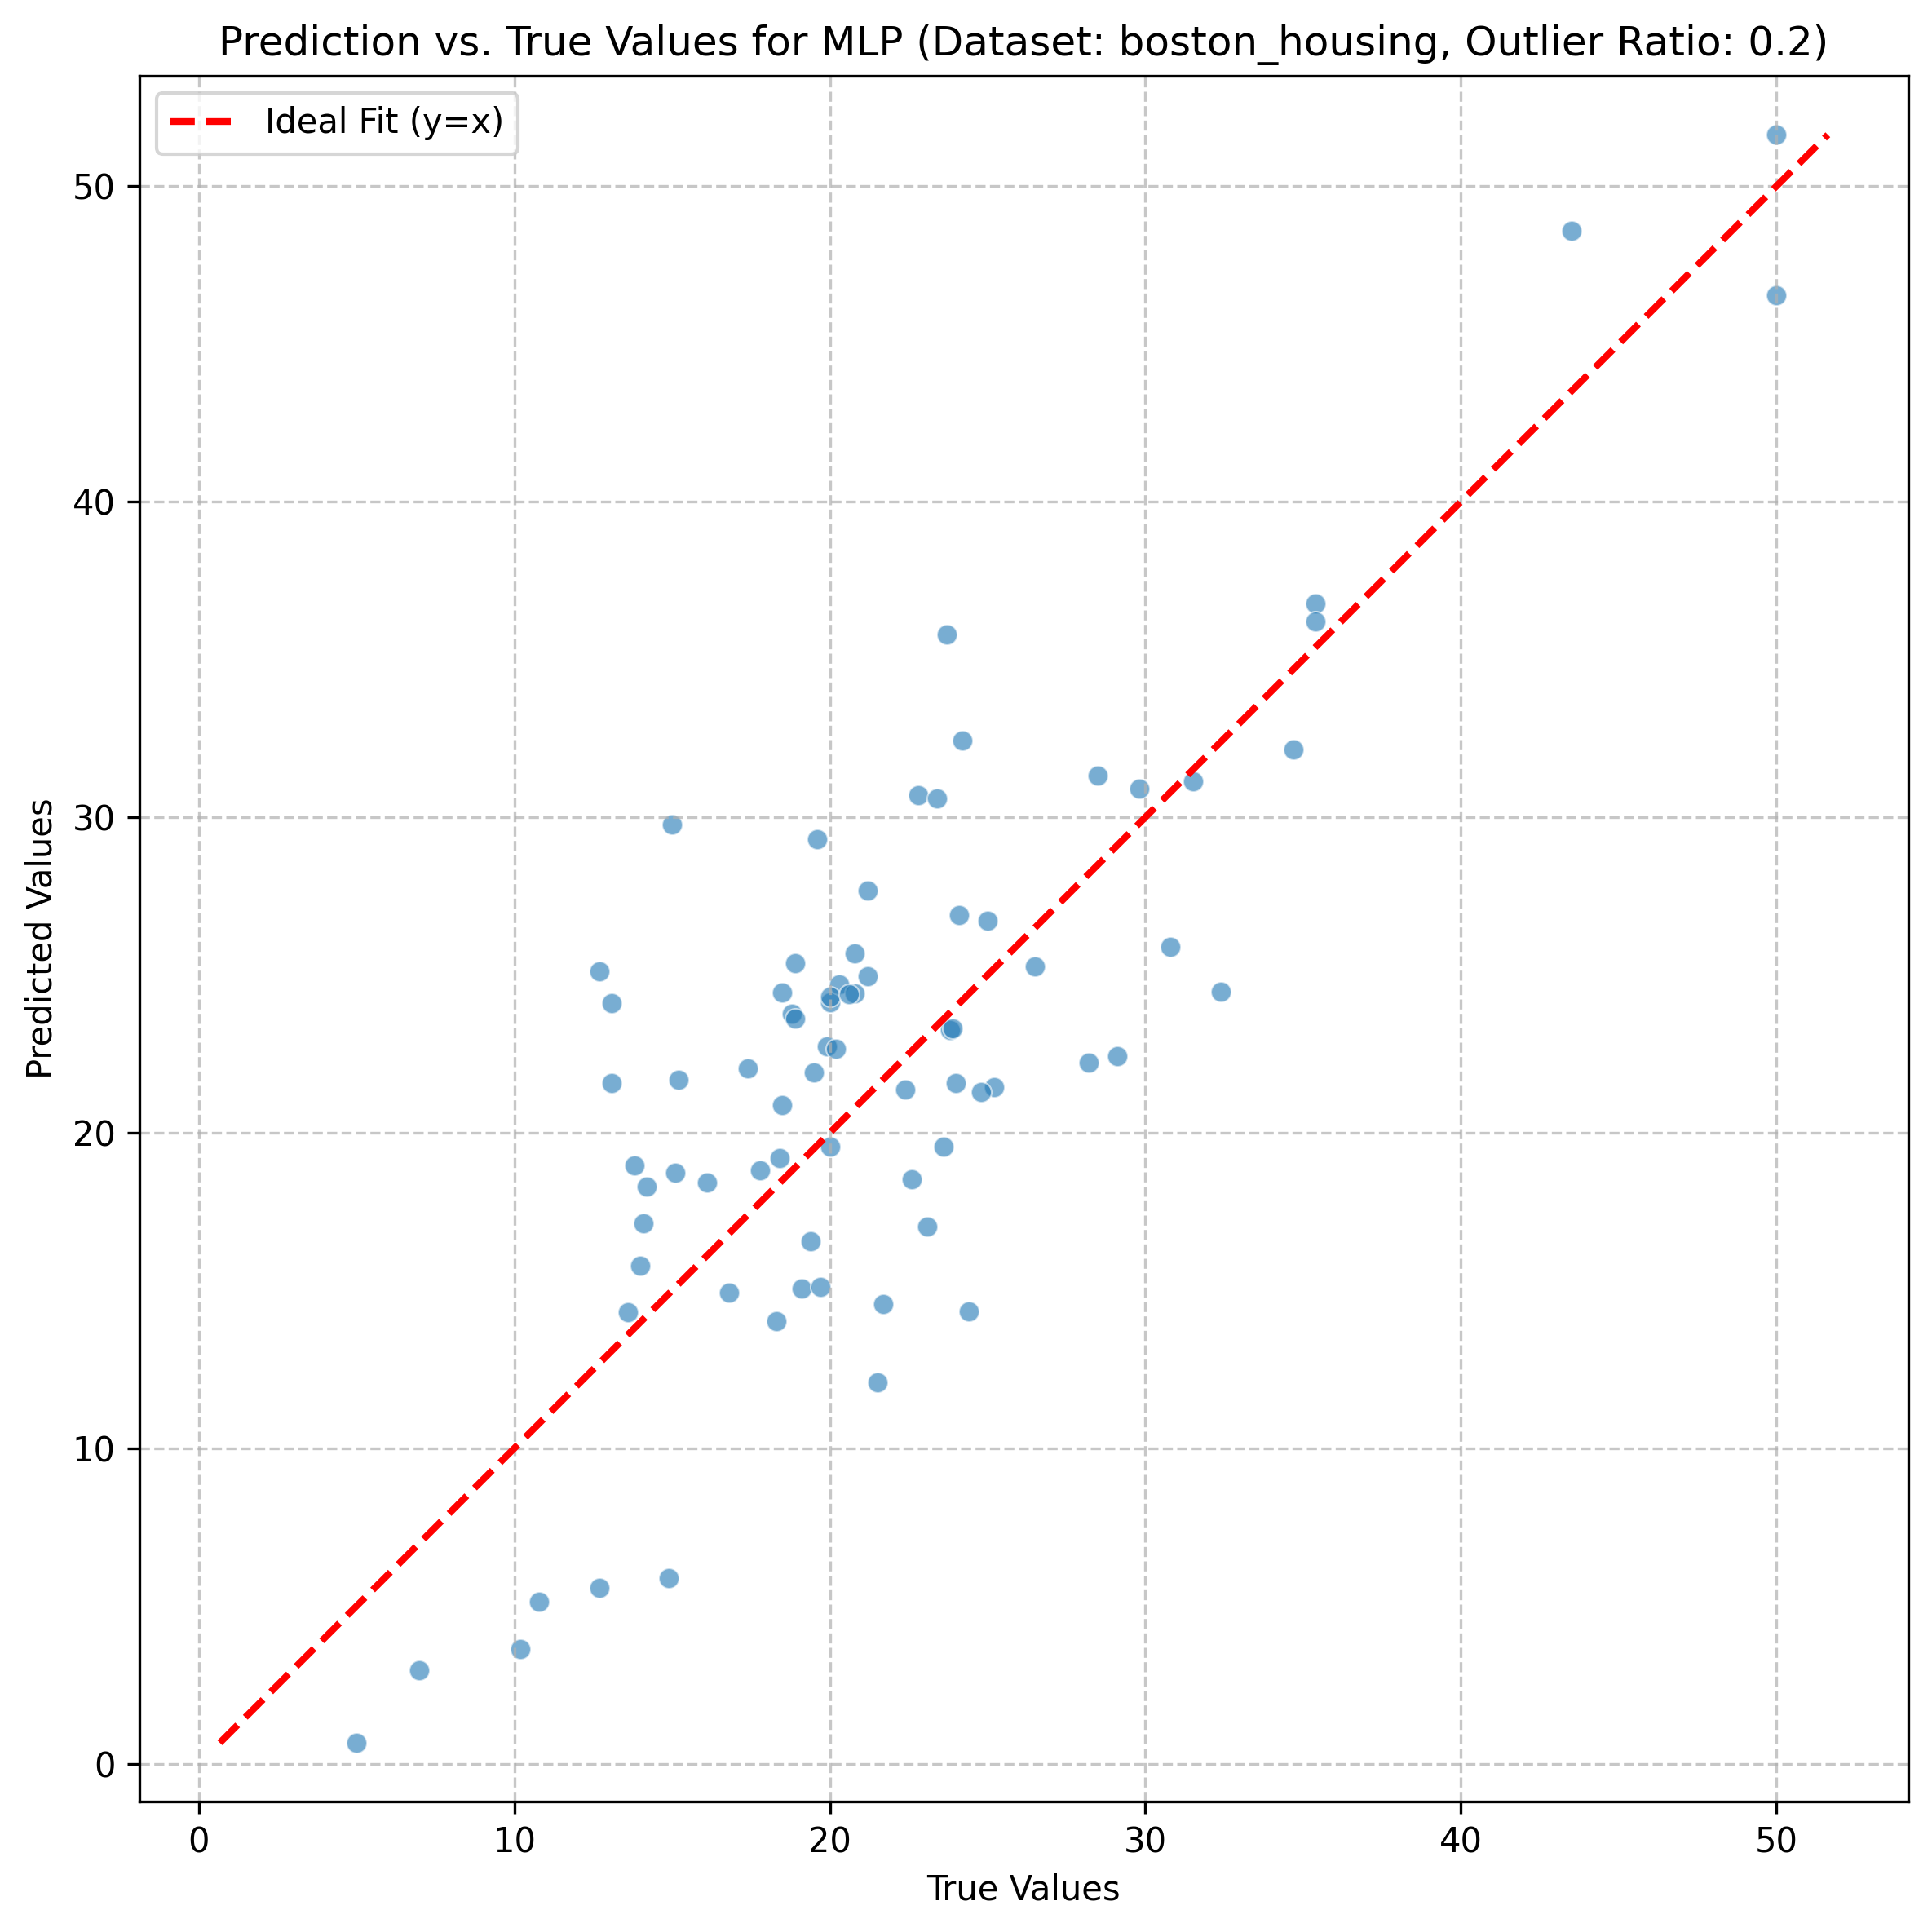 Prediction vs. True Values for MLP (Dataset: boston_housing, Outlier Ratio: 0.2)
Ideal Fit (y=x)
Predicted Values
50
40
30
20
10
0
0 10 20 30 40 50
True Values